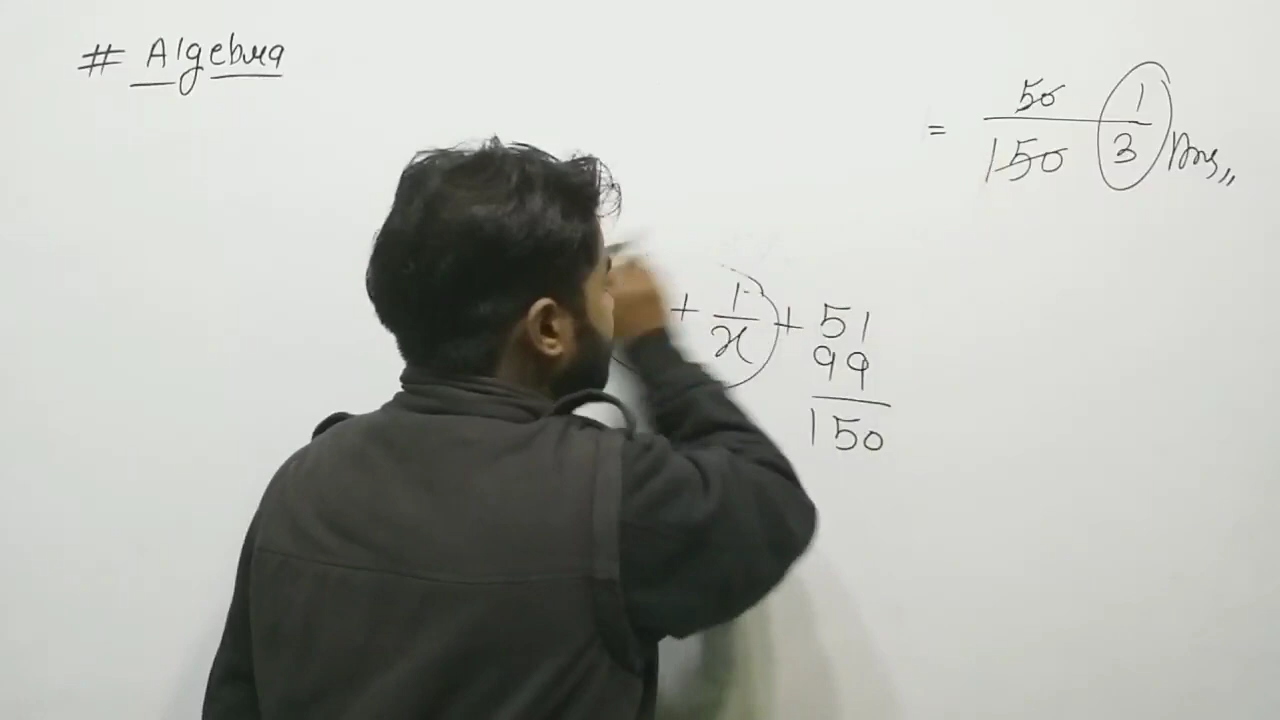 # Algebra
= 50/150 1/3 Ans,,
+ 1/x + 51
99
150